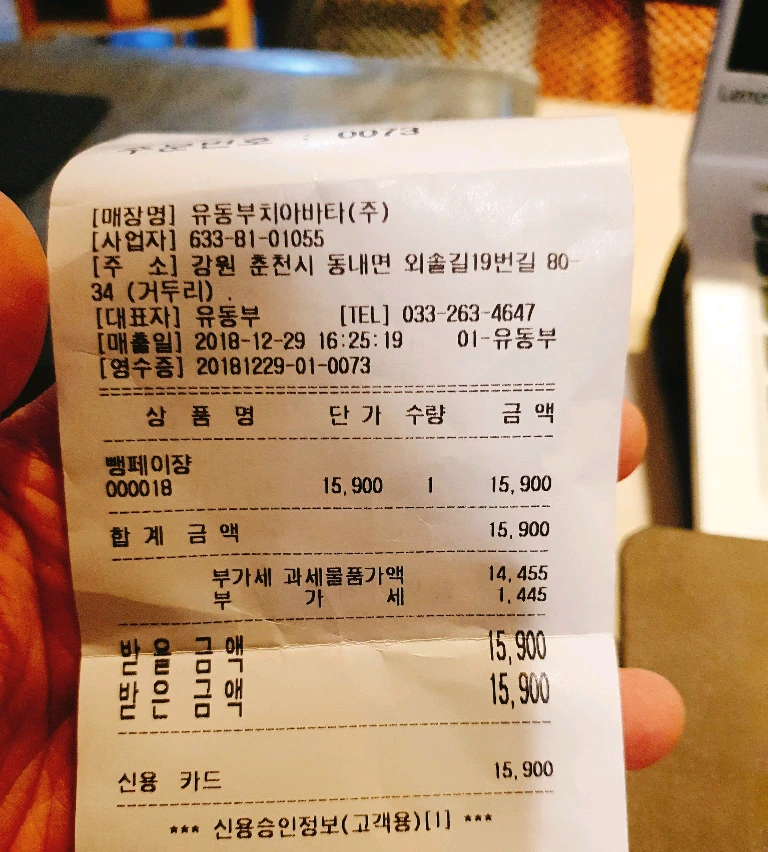 주문번호 : 0073
[매장명] 유동부치아바타(주)
[사업자] 633-81-01055
[주 소] 강원 춘천시 동내면 외솔길19번길 80-
34 (거두리) .
[대표자] 유동부 [TEL] 033-263-4647
[매출일] 2018-12-29 16:25:19 01-유동부
[영수증] 20181229-01-0073
상 품 명 단 가 수량 금 액
뺑페이쟝
000018 15,900 1 15,900
합 계 금 액 15,900
부가세 과세물품가액 14,455
부 가 세 1,445
받 을 금 액 15,900
받 은 금 액 15,900
신용 카드 15,900
*** 신용승인정보(고객용)[1] ***